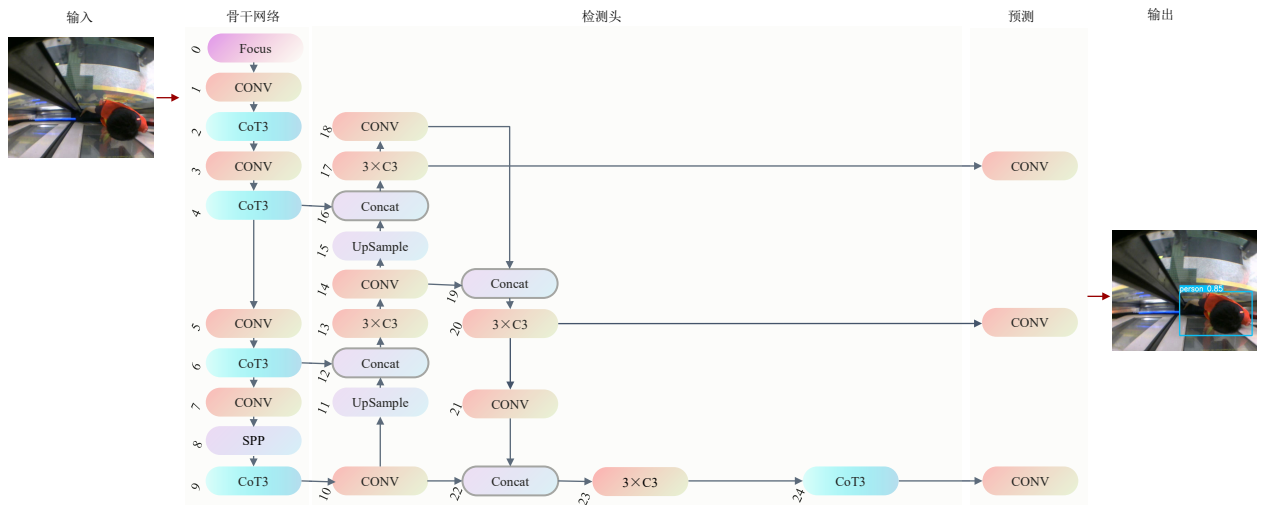 输入
骨干网络
检测头
预测
输出
0
Focus
1
CONV
2
CoT3
3
CONV
4
CoT3
5
CONV
6
CoT3
7
CONV
8
SPP
9
CoT3
18
CONV
17
3×C3
16
Concat
15
UpSample
14
CONV
13
3×C3
12
Concat
11
UpSample
10
CONV
19
Concat
20
3×C3
21
CONV
22
Concat
23
3×C3
24
CoT3
CONV
CONV
CONV
person 0.85